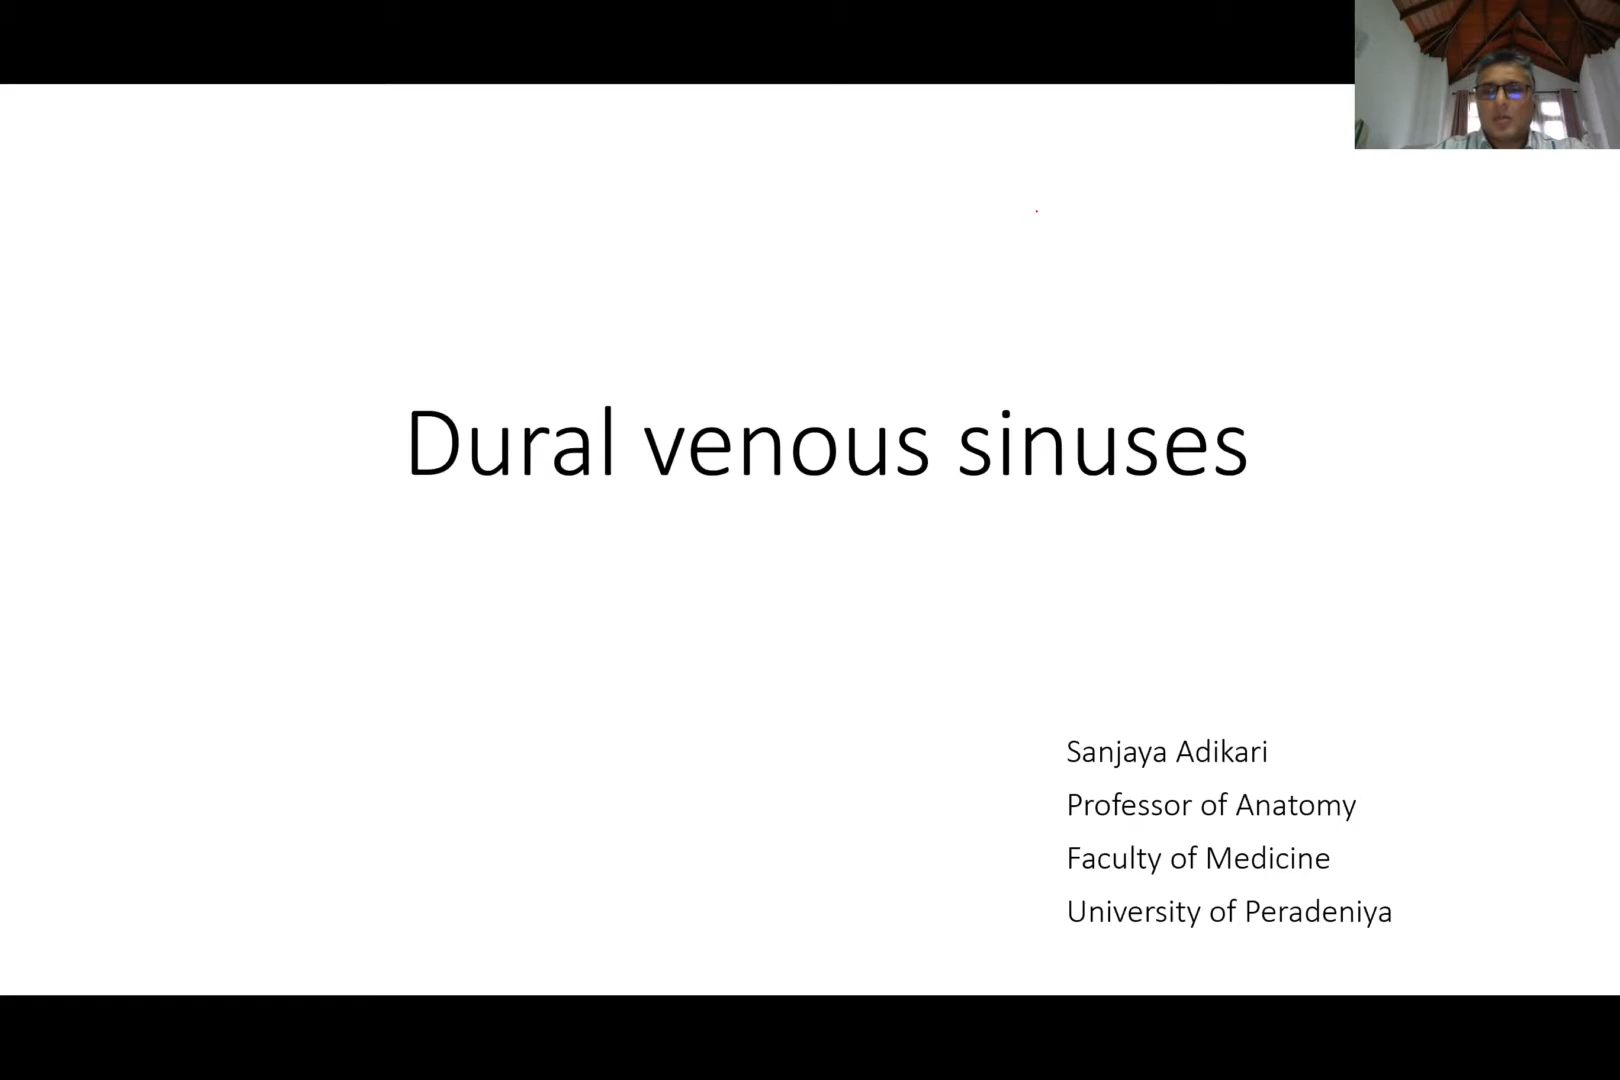 Dural venous sinuses
Sanjaya Adikari
Professor of Anatomy
Faculty of Medicine
University of Peradeniya